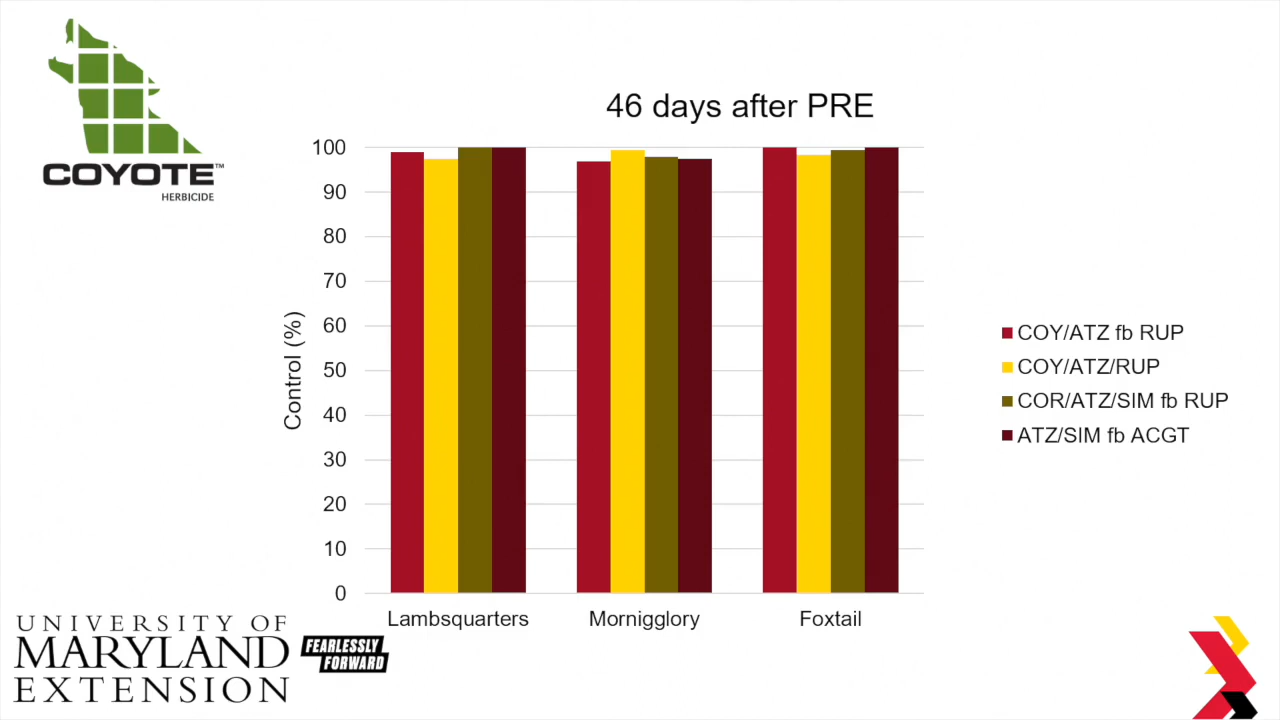 COYOTE™
HERBICIDE
46 days after PRE
Control (%)
100
90
80
70
60
50
40
30
20
10
0
Lambsquarters
Mornigglory
Foxtail
COY/ATZ fb RUP
COY/ATZ/RUP
COR/ATZ/SIM fb RUP
ATZ/SIM fb ACGT
UNIVERSITY OF
MARYLAND
EXTENSION
FEARLESSLY
FORWARD